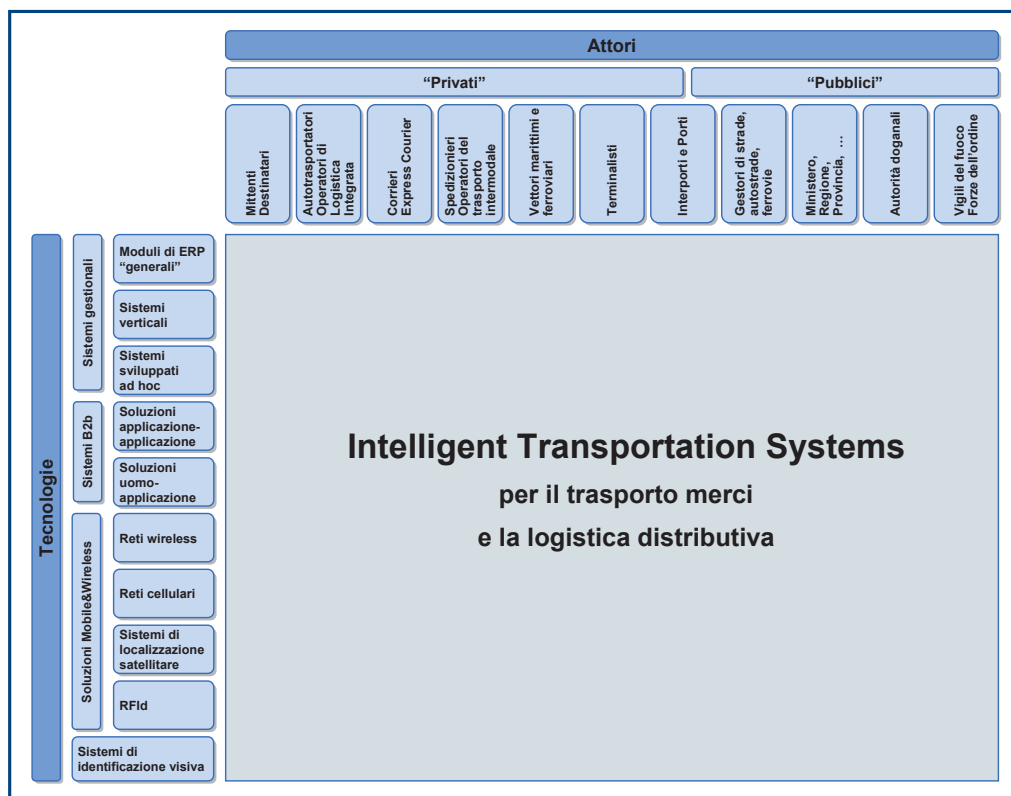 Attori
“Privati”
“Pubblici”
Mittenti
Destinatari
Autotrasportatori
Operatori di
Logistica
Integrata
Corrieri
Express Courier
Spedizionieri
Operatori del
trasporto
intermodale
Vettori marittimi e
ferroviari
Terminalisti
Interporti e Porti
Gestori di strade,
autostrade,
ferrovie
Ministero,
Regione,
Provincia, …
Autorità doganali
Vigili del fuoco
Forze dell’ordine
Tecnologie
Sistemi gestionali
Moduli di ERP
“generali”
Sistemi
verticali
Sistemi
sviluppati
ad hoc
Sistemi B2b
Soluzioni
applicazione-
applicazione
Soluzioni
uomo-
applicazione
Soluzioni Mobile&Wireless
Reti wireless
Reti cellulari
Sistemi di
localizzazione
satellitare
RFId
Sistemi di
identificazione visiva
Intelligent Transportation Systems
per il trasporto merci
e la logistica distributiva